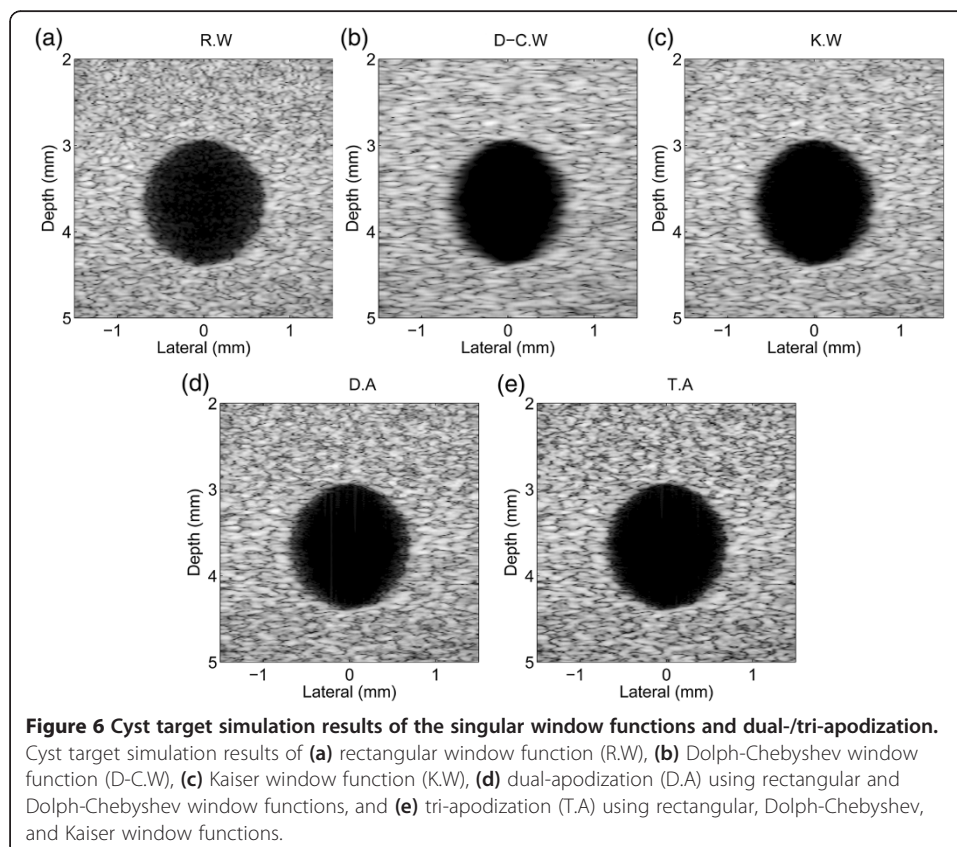 (a) R.W
(b) D-C.W
(c) K.W
2
3
4
5
Depth (mm)
−1 0 1
Lateral (mm)
2
3
4
5
Depth (mm)
−1 0 1
Lateral (mm)
2
3
4
5
Depth (mm)
−1 0 1
Lateral (mm)
(d) D.A
(e) T.A
2
3
4
5
Depth (mm)
−1 0 1
Lateral (mm)
2
3
4
5
Depth (mm)
−1 0 1
Lateral (mm)
Figure 6 Cyst target simulation results of the singular window functions and dual-/tri-apodization.
Cyst target simulation results of (a) rectangular window function (R.W), (b) Dolph-Chebyshev window
function (D-C.W), (c) Kaiser window function (K.W), (d) dual-apodization (D.A) using rectangular and
Dolph-Chebyshev window functions, and (e) tri-apodization (T.A) using rectangular, Dolph-Chebyshev,
and Kaiser window functions.